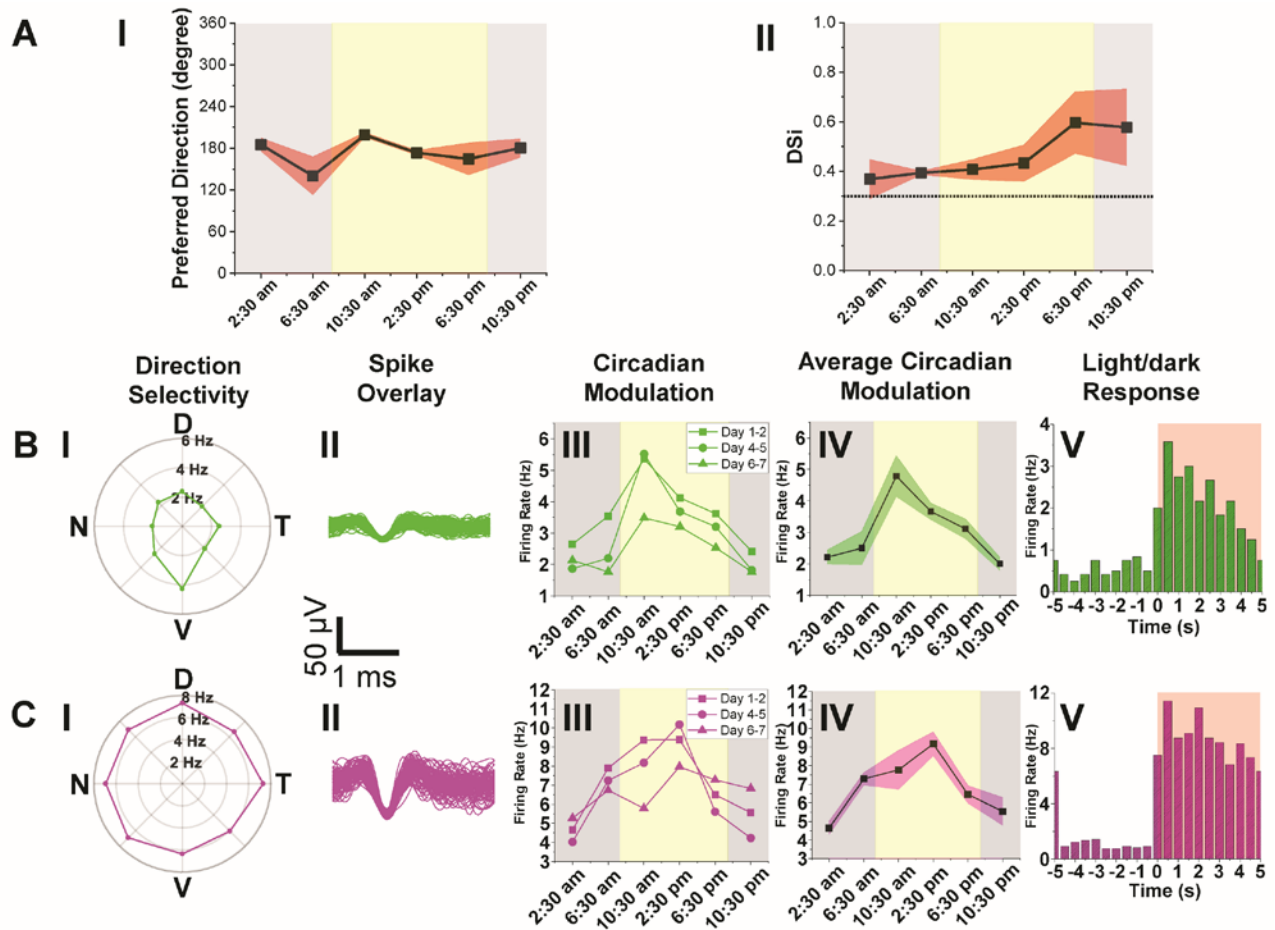 A
I
Preferred Direction (degree)
360
300
240
180
120
60
0
2:30 am
6:30 am
10:30 am
2:30 pm
6:30 pm
10:30 pm
II
DSi
1.0
0.8
0.6
0.4
0.2
0.0
2:30 am
6:30 am
10:30 am
2:30 pm
6:30 pm
10:30 pm
Direction
Selectivity
Spike
Overlay
Circadian
Modulation
Average Circadian
Modulation
Light/dark
Response
B
I
D
6 Hz
4 Hz
2 Hz
N
T
V
II
50 µV
1 ms
III
Firing Rate (Hz)
6
5
4
3
2
1
Day 1-2
Day 4-5
Day 6-7
2:30 am
6:30 am
10:30 am
2:30 pm
6:30 pm
10:30 pm
IV
Firing Rate (Hz)
6
5
4
3
2
1
2:30 am
6:30 am
10:30 am
2:30 pm
6:30 pm
10:30 pm
V
Firing Rate (Hz)
4
3
2
1
0
-5 -4 -3 -2 -1 0 1 2 3 4 5
Time (s)
C
I
D
8 Hz
6 Hz
4 Hz
2 Hz
N
T
V
II
III
Firing Rate (Hz)
12
11
10
9
8
7
6
5
4
3
Day 1-2
Day 4-5
Day 6-7
2:30 am
6:30 am
10:30 am
2:30 pm
6:30 pm
10:30 pm
IV
Firing Rate (Hz)
12
11
10
9
8
7
6
5
4
3
2:30 am
6:30 am
10:30 am
2:30 pm
6:30 pm
10:30 pm
V
Firing Rate (Hz)
12
8
4
0
-5 -4 -3 -2 -1 0 1 2 3 4 5
Time (s)